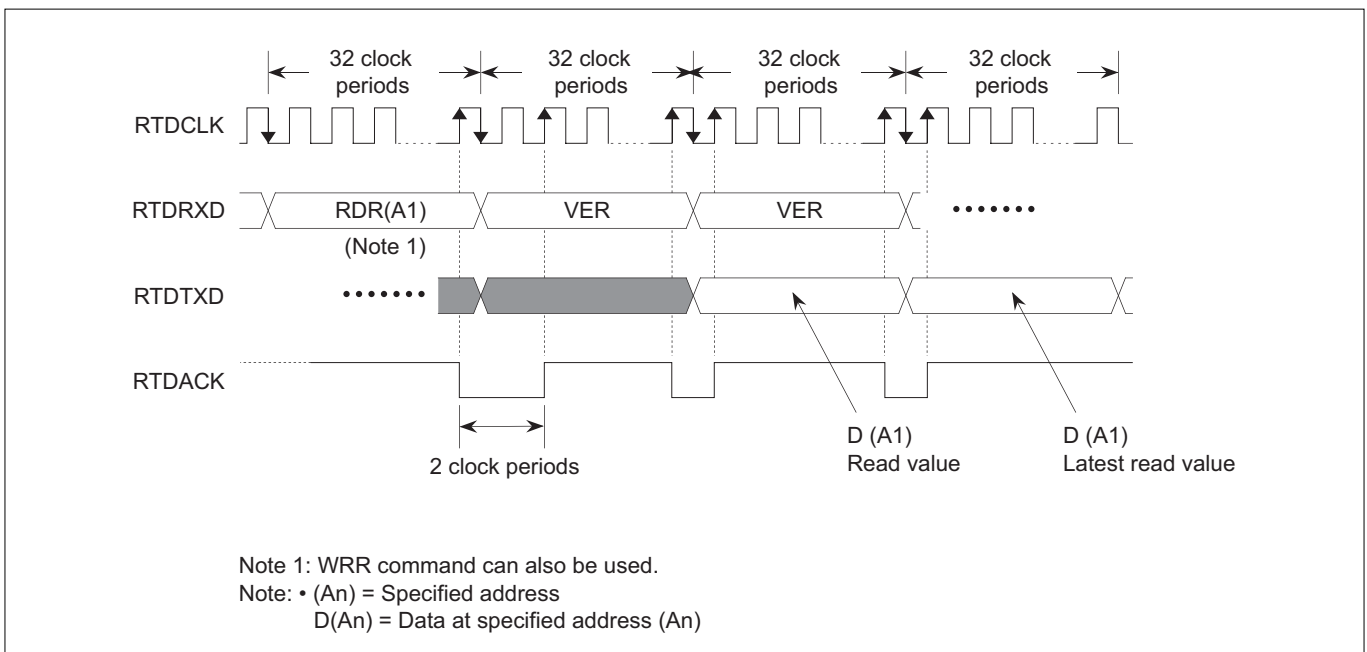 32 clock periods
32 clock periods
32 clock periods
32 clock periods
RTDCLK
RTDRXD
RDR(A1)
VER
VER
(Note 1)
RTDTXD
RTDACK
2 clock periods
D (A1)
Read value
D (A1)
Latest read value
Note 1: WRR command can also be used.
Note: • (An) = Specified address
D(An) = Data at specified address (An)